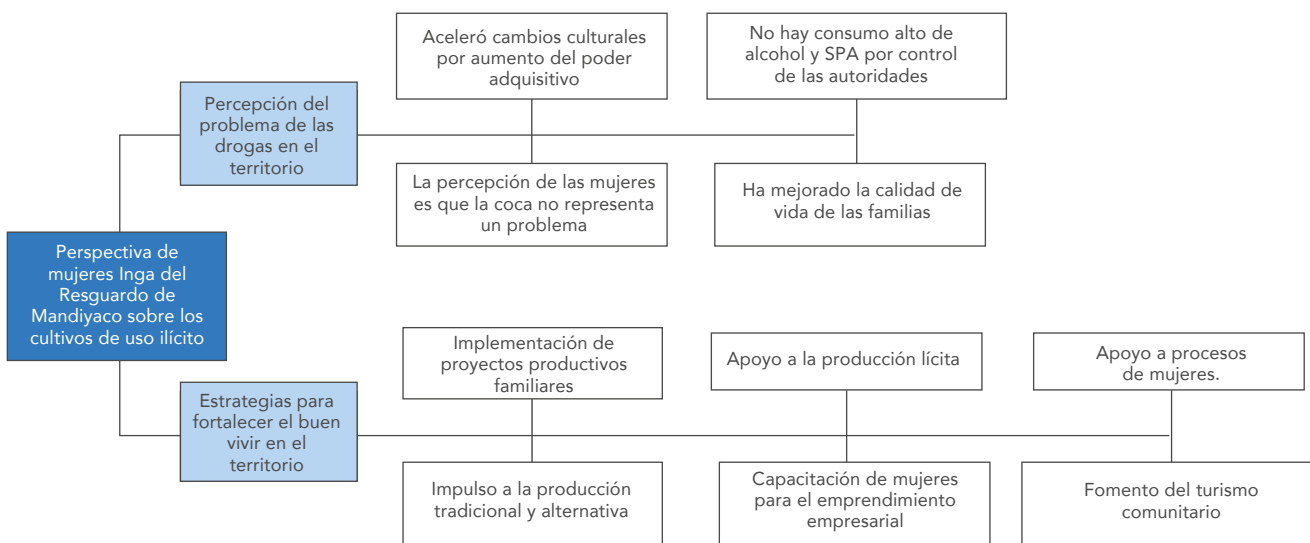 Aceleró cambios culturales
por aumento del poder
adquisitivo
No hay consumo alto de
alcohol y SPA por control
de las autoridades
Percepción del
problema de las
drogas en el
territorio
La percepción de las mujeres
es que la coca no representa
un problema
Ha mejorado la calidad de
vida de las familias
Perspectiva de
mujeres Inga del
Resguardo de
Mandiyaco sobre los
cultivos de uso ilícito
Implementación de
proyectos productivos
familiares
Apoyo a la producción lícita
Apoyo a procesos
de mujeres.
Estrategias para
fortalecer el buen
vivir en el
territorio
Impulso a la producción
tradicional y alternativa
Capacitación de mujeres
para el emprendimiento
empresarial
Fomento del turismo
comunitario